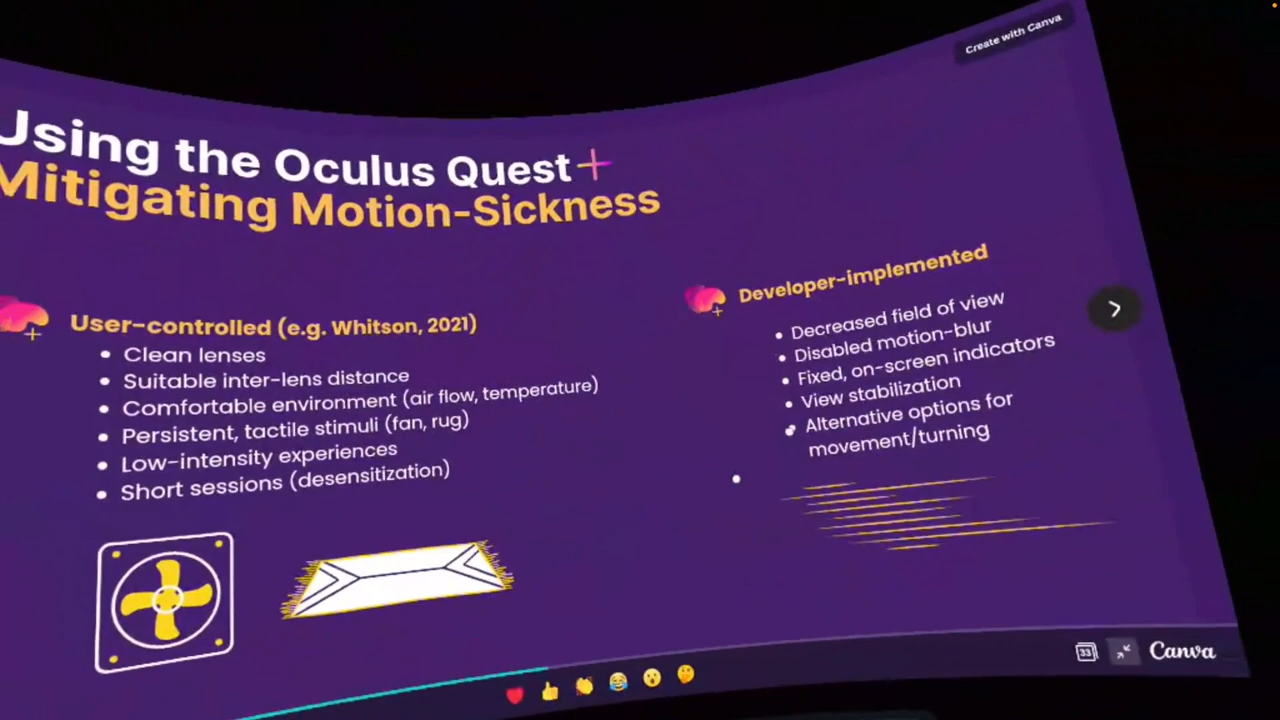 Create with Canva
Using the Oculus Quest
Mitigating Motion-Sickness
User-controlled (e.g. Whitson, 2021)
Clean lenses
Suitable inter-lens distance
Comfortable environment (air flow, temperature)
Persistent, tactile stimuli (fan, rug)
Low-intensity experiences
Short sessions (desensitization)
Developer-implemented
Decreased field of view
Disabled motion-blur
Fixed, on-screen indicators
View stabilization
Alternative options for
movement/turning
33
Canva